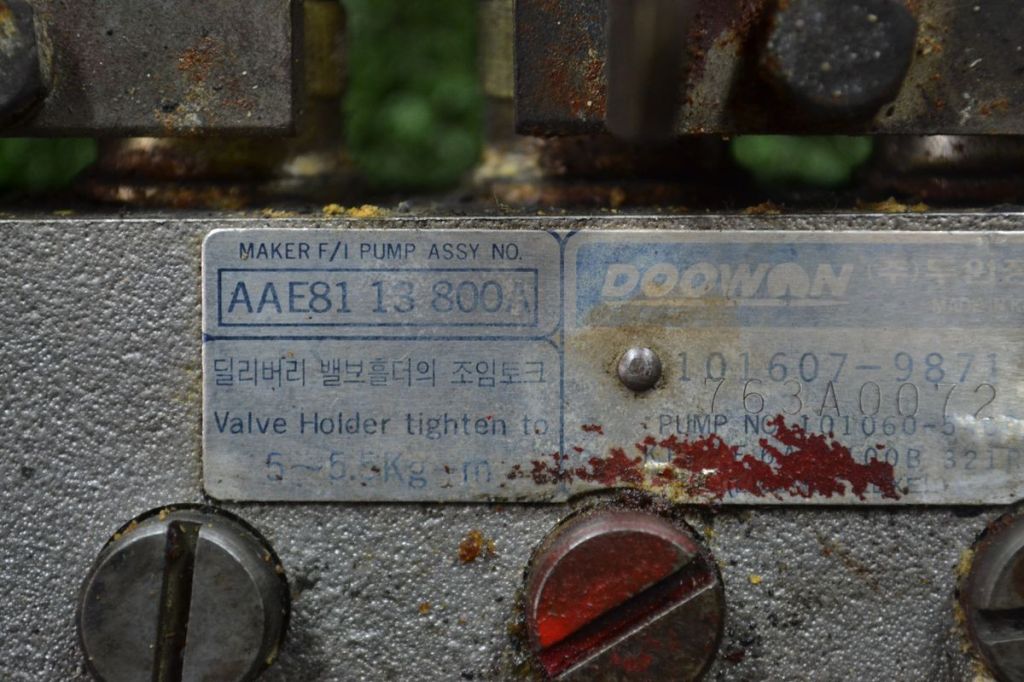 MAKER F/I PUMP ASSY NO.
AAE81 13 800A
딜리버리 밸브홀더의 조임토크
Valve Holder tighten to
5~5.5Kg-m
DOOWON
101607-9871
763A0072
PUMP NO. 101060-